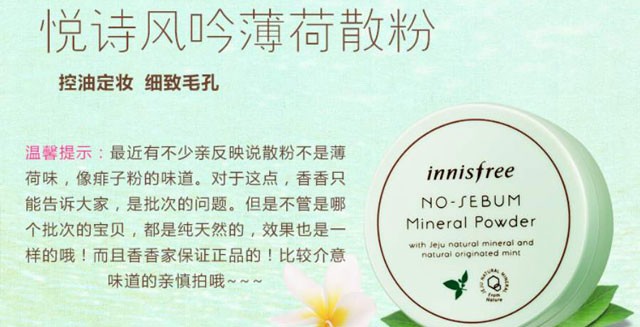 悦诗风吟薄荷散粉
控油定妆 细致毛孔
温馨提示：最近有不少亲反映说散粉不是薄
荷味，像痱子粉的味道。对于这点，香香只
能告诉大家，是批次的问题。但是不管是哪
个批次的宝贝，都是纯天然的，效果也是一
样的哦！而且香香家保证正品的！比较介意
味道的亲慎拍哦~~~
innisfree
NO-SEBUM
Mineral Powder
with Jeju natural mineral and
natural originated mint
JEJU NATURAL MINERAL
From
Nature